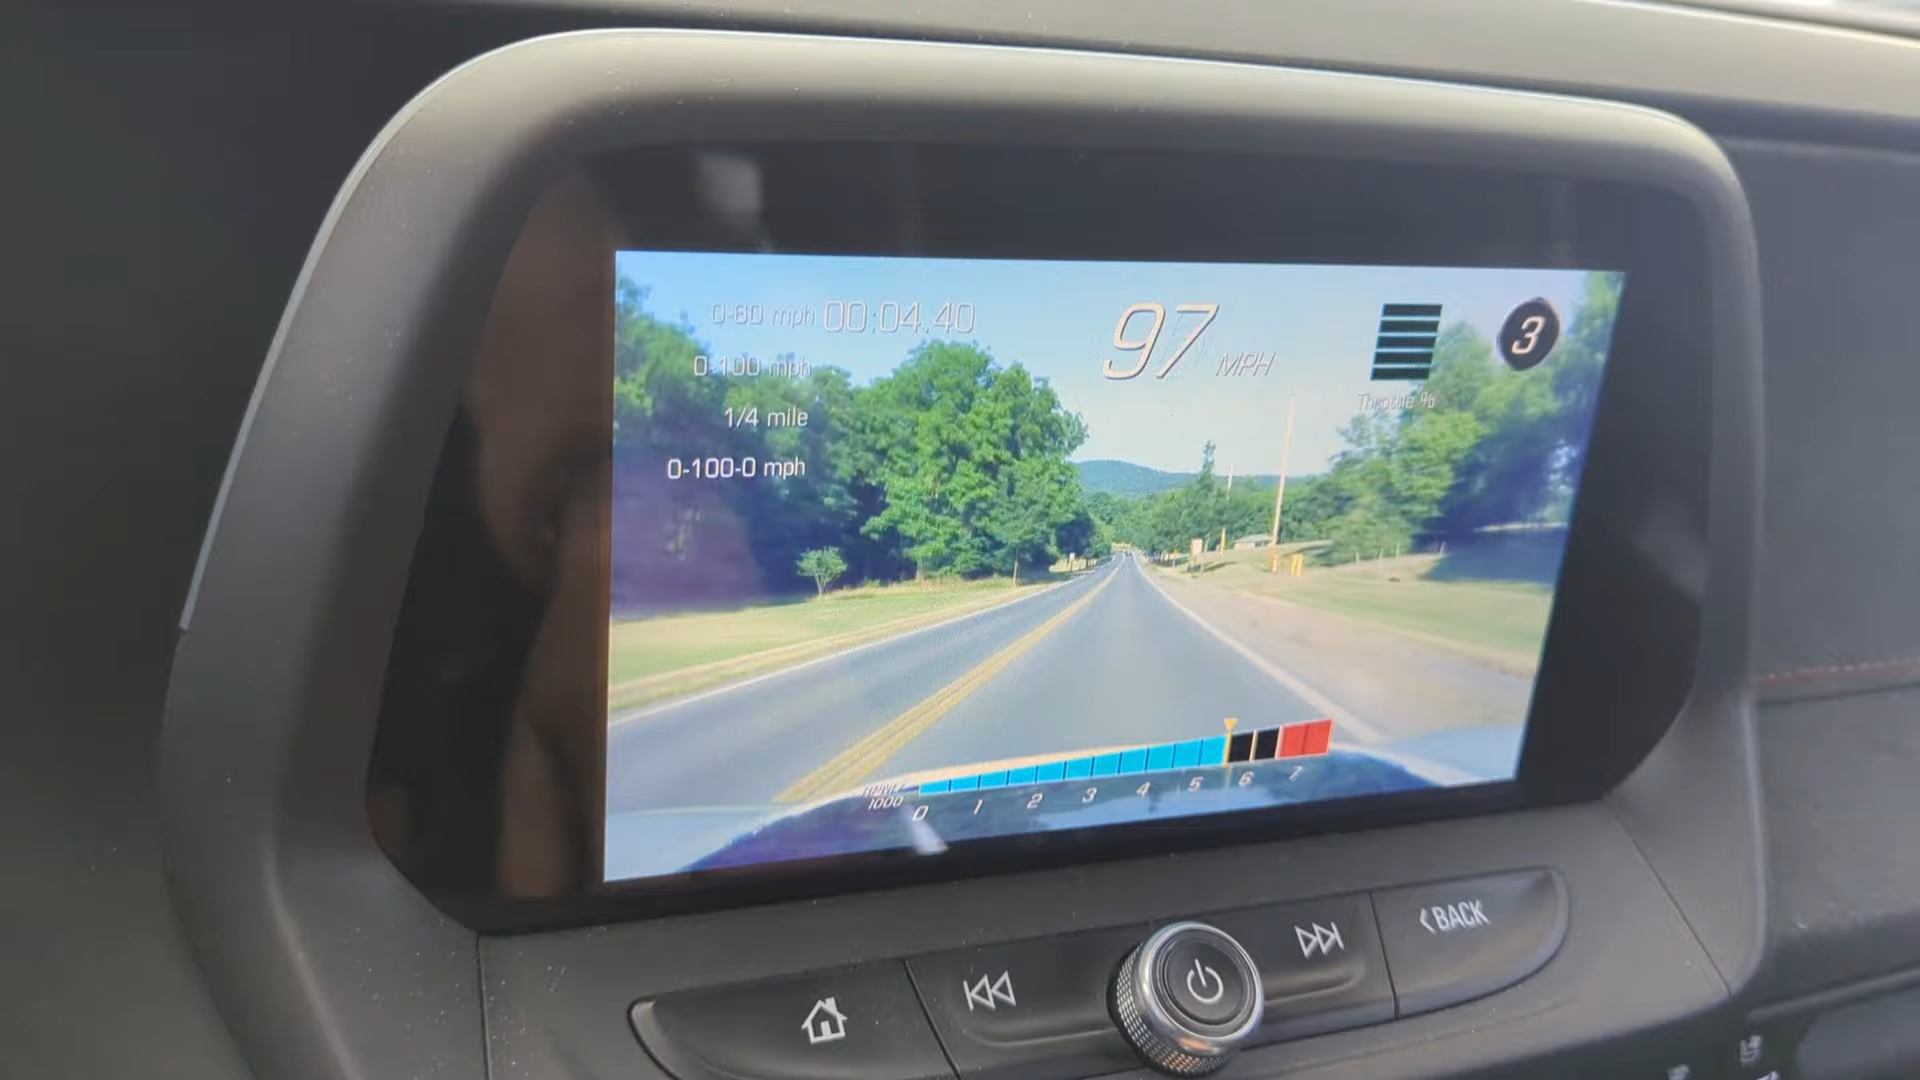 0-60 mph 00:04.40
0-100 mph
1/4 mile
0-100-0 mph
97 MPH
3
Throttle %
1000
0 1 2 3 4 5 6 7
<BACK